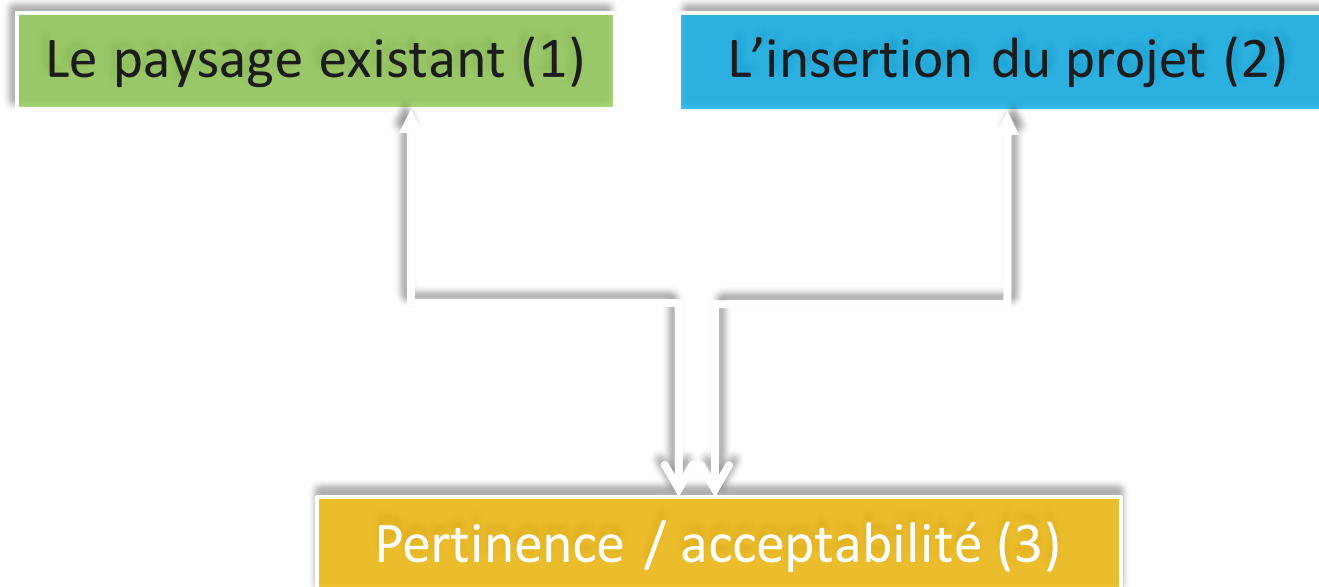 Le paysage existant (1)
L’insertion du projet (2)
Pertinence / acceptabilité (3)